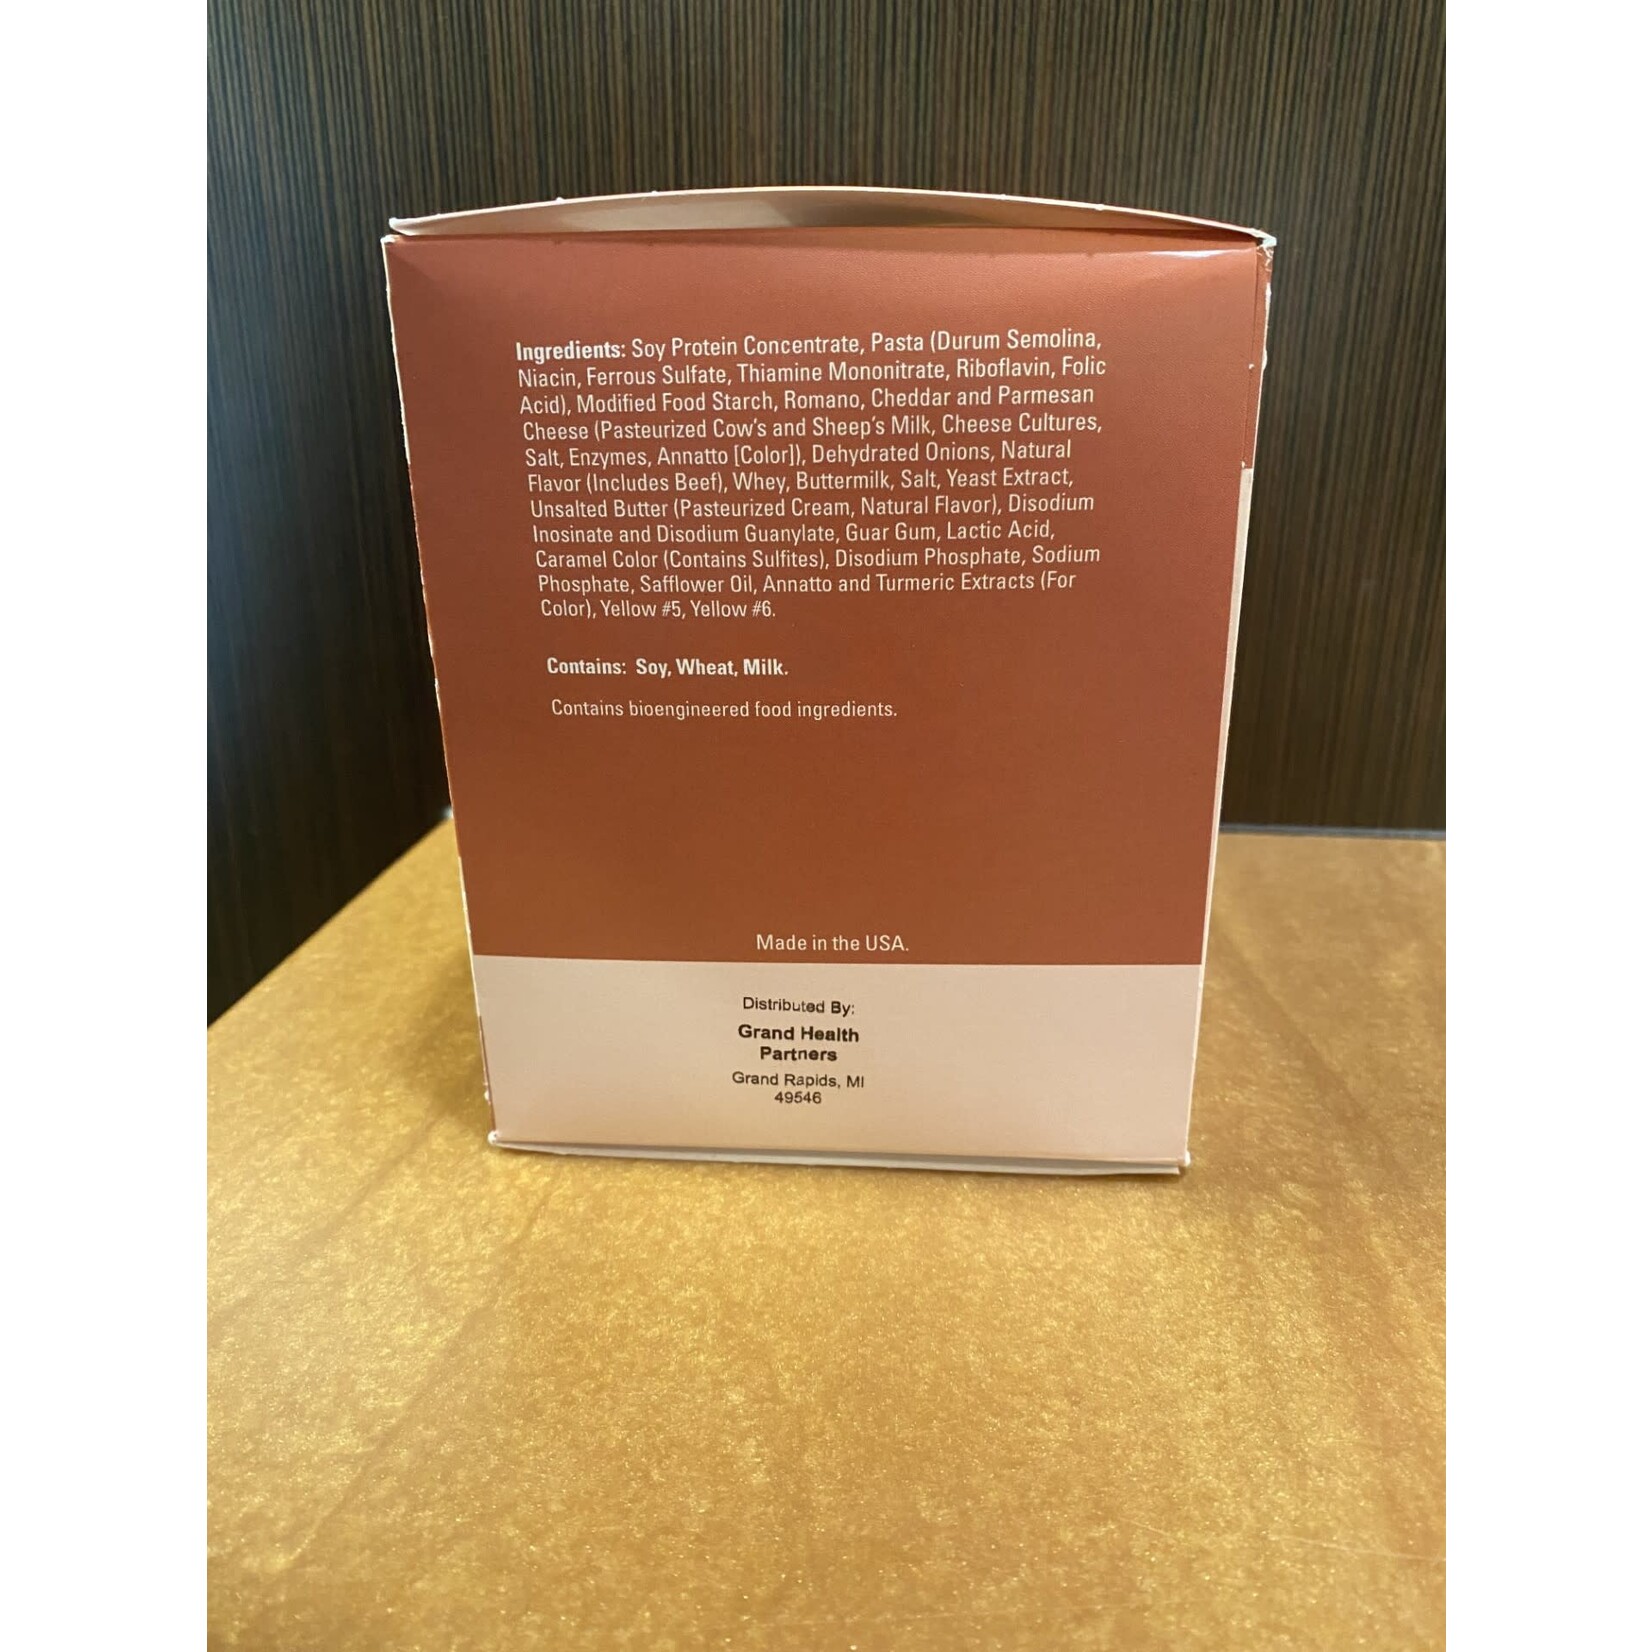 Ingredients: Soy Protein Concentrate, Pasta (Durum Semolina,
Niacin, Ferrous Sulfate, Thiamine Mononitrate, Riboflavin, Folic
Acid), Modified Food Starch, Romano, Cheddar and Parmesan
Cheese (Pasteurized Cow's and Sheep's Milk, Cheese Cultures,
Salt, Enzymes, Annatto [Color]), Dehydrated Onions, Natural
Flavor (Includes Beef), Whey, Buttermilk, Salt, Yeast Extract,
Unsalted Butter (Pasteurized Cream, Natural Flavor), Disodium
Inosinate and Disodium Guanylate, Guar Gum, Lactic Acid,
Caramel Color (Contains Sulfites), Disodium Phosphate, Sodium
Phosphate, Safflower Oil, Annatto and Turmeric Extracts (For
Color), Yellow #5, Yellow #6.
Contains: Soy, Wheat, Milk.
Contains bioengineered food ingredients.
Made in the USA.
Distributed By:
Grand Health
Partners
Grand Rapids, MI
49546